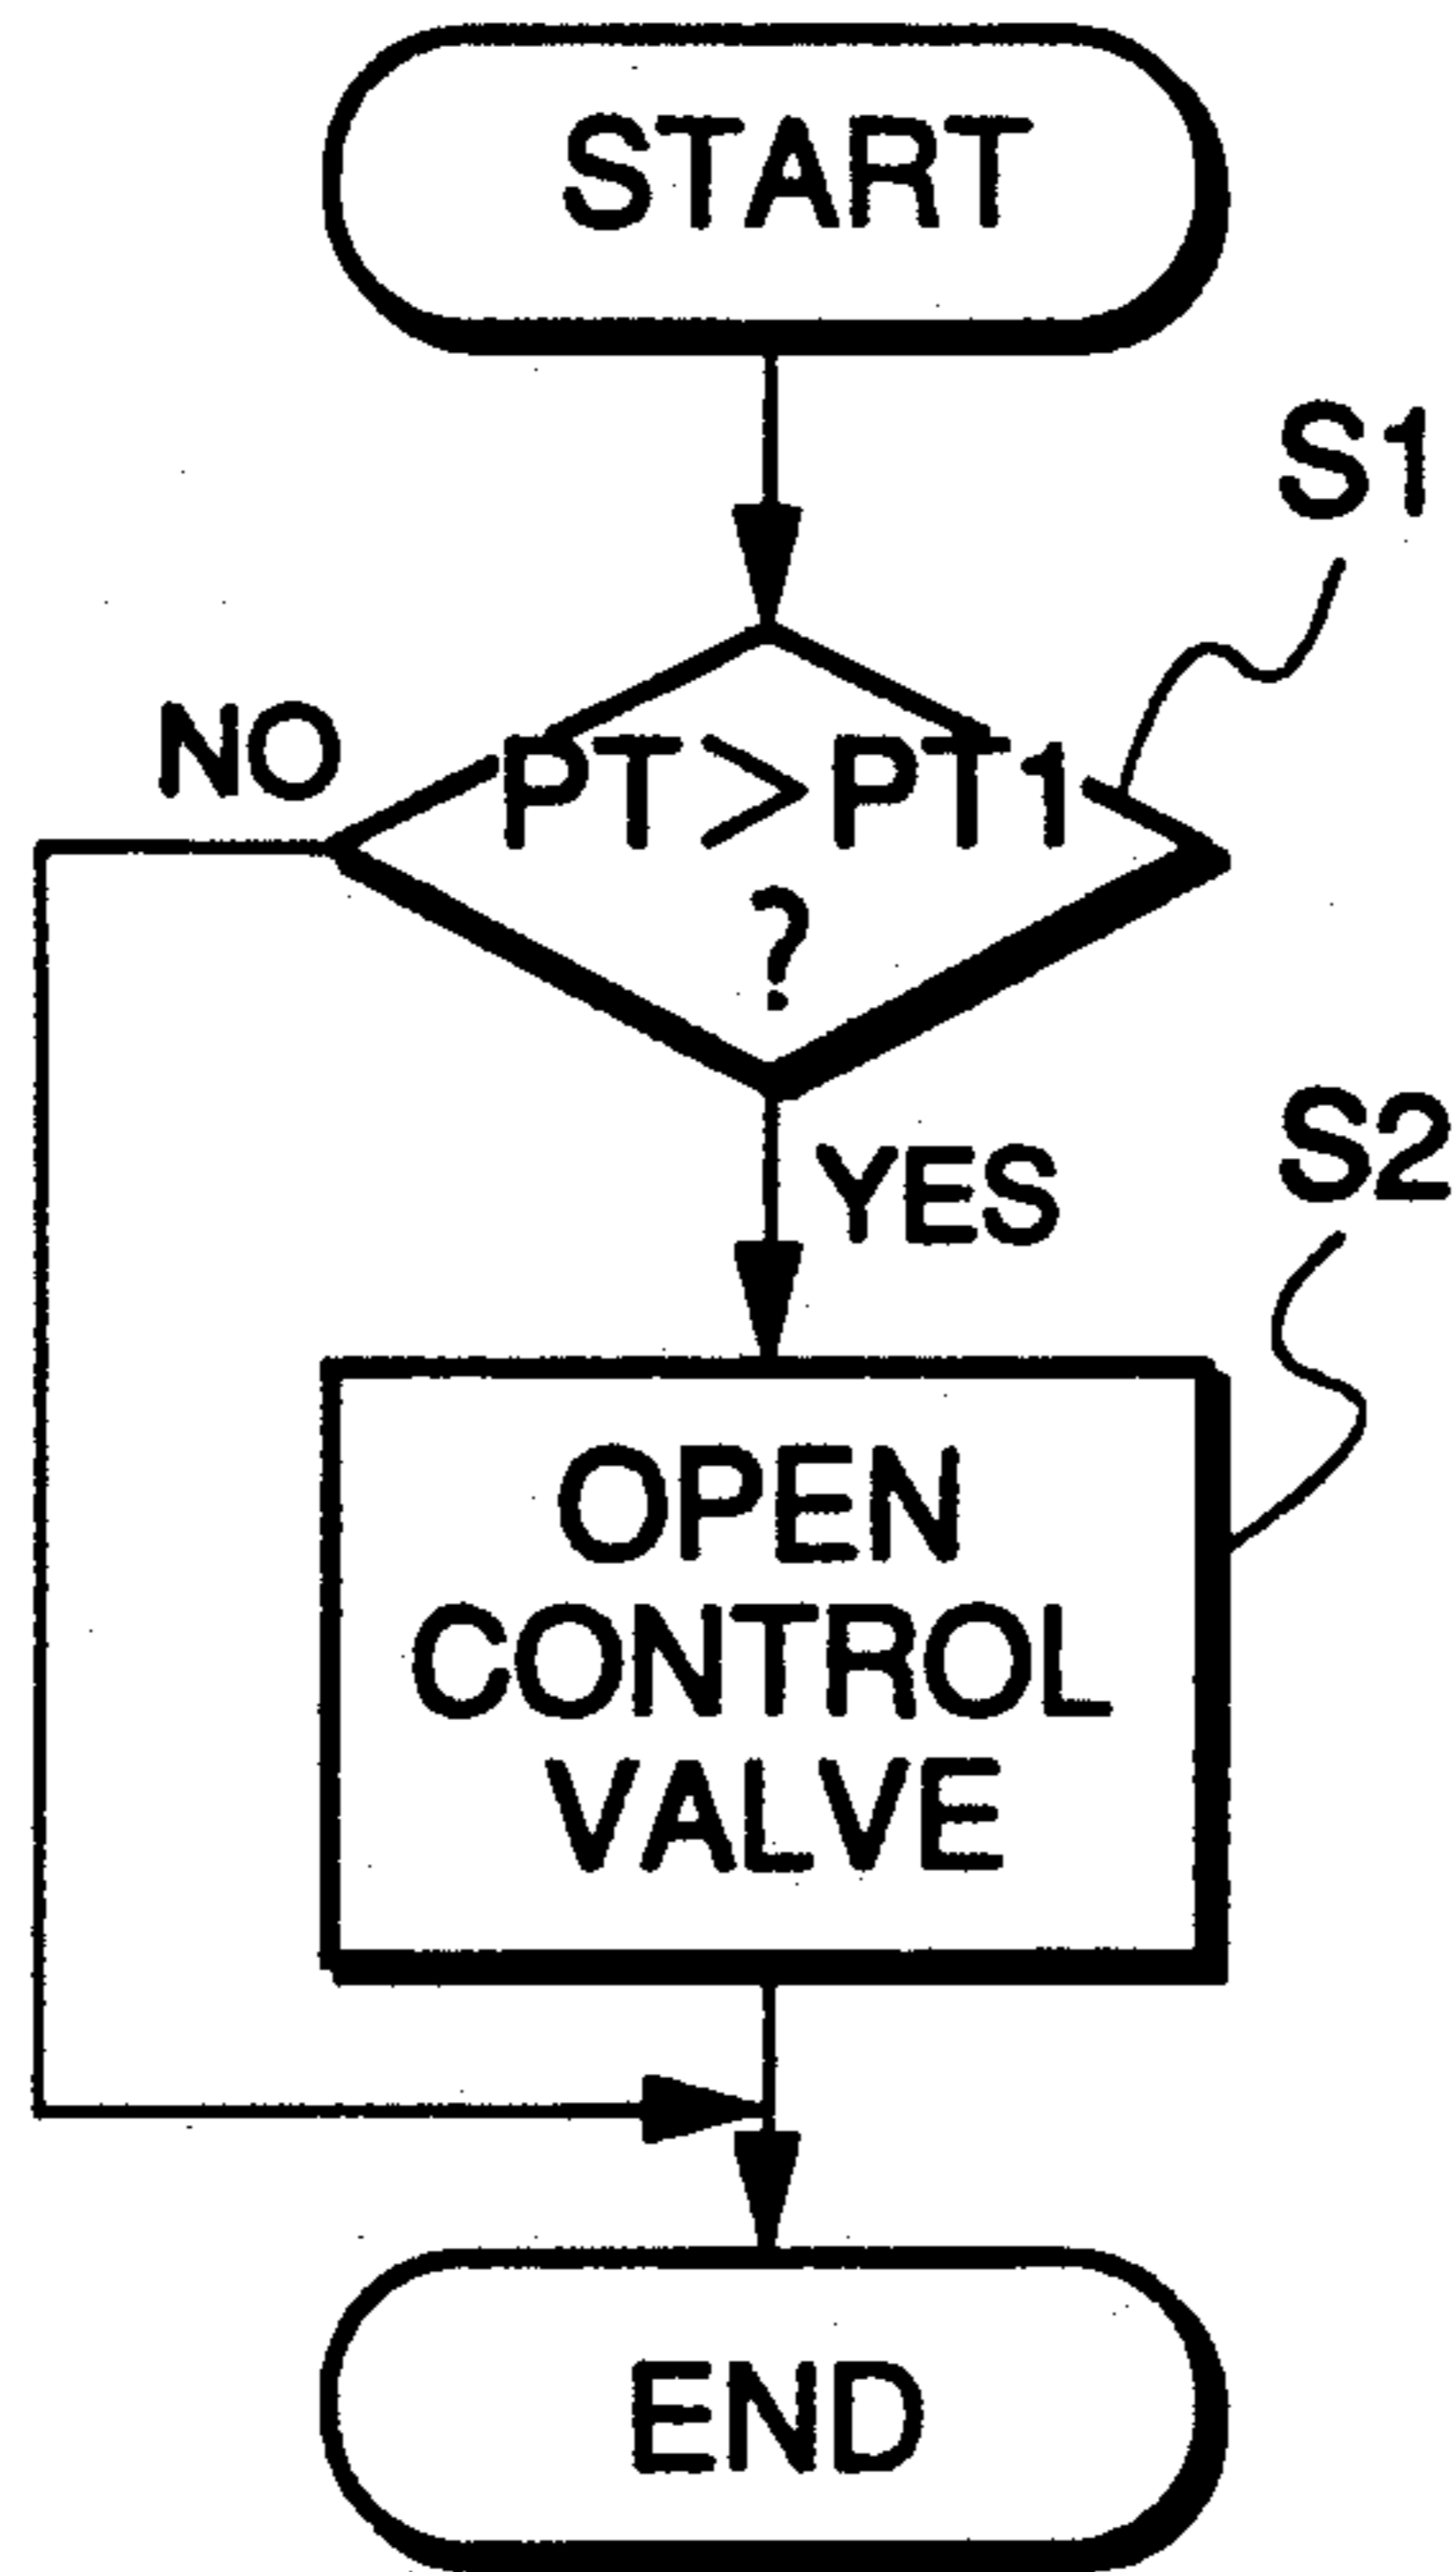 START
S1
NO
PT>PT1
?
YES
S2
OPEN
CONTROL
VALVE
END